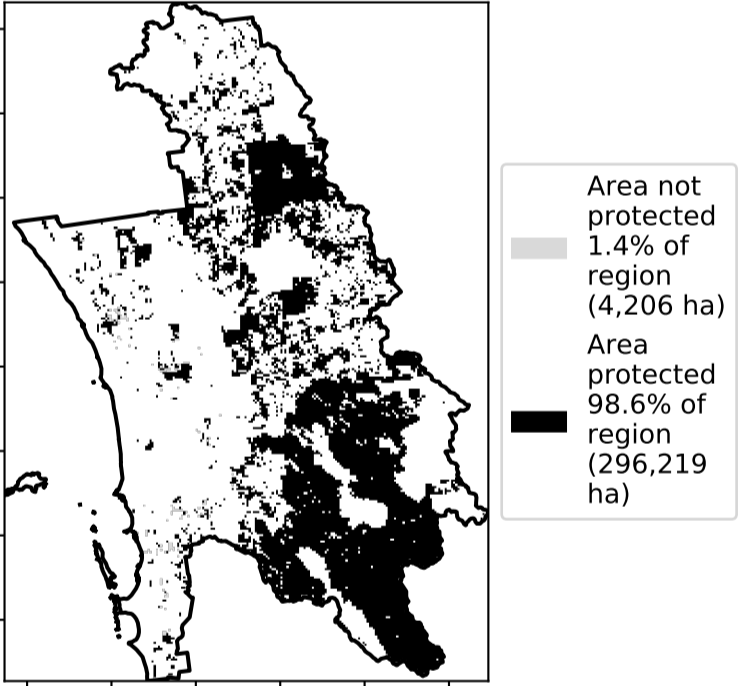 Area not
protected
1.4% of
region
(4,206 ha)
Area
protected
98.6% of
region
(296,219
ha)